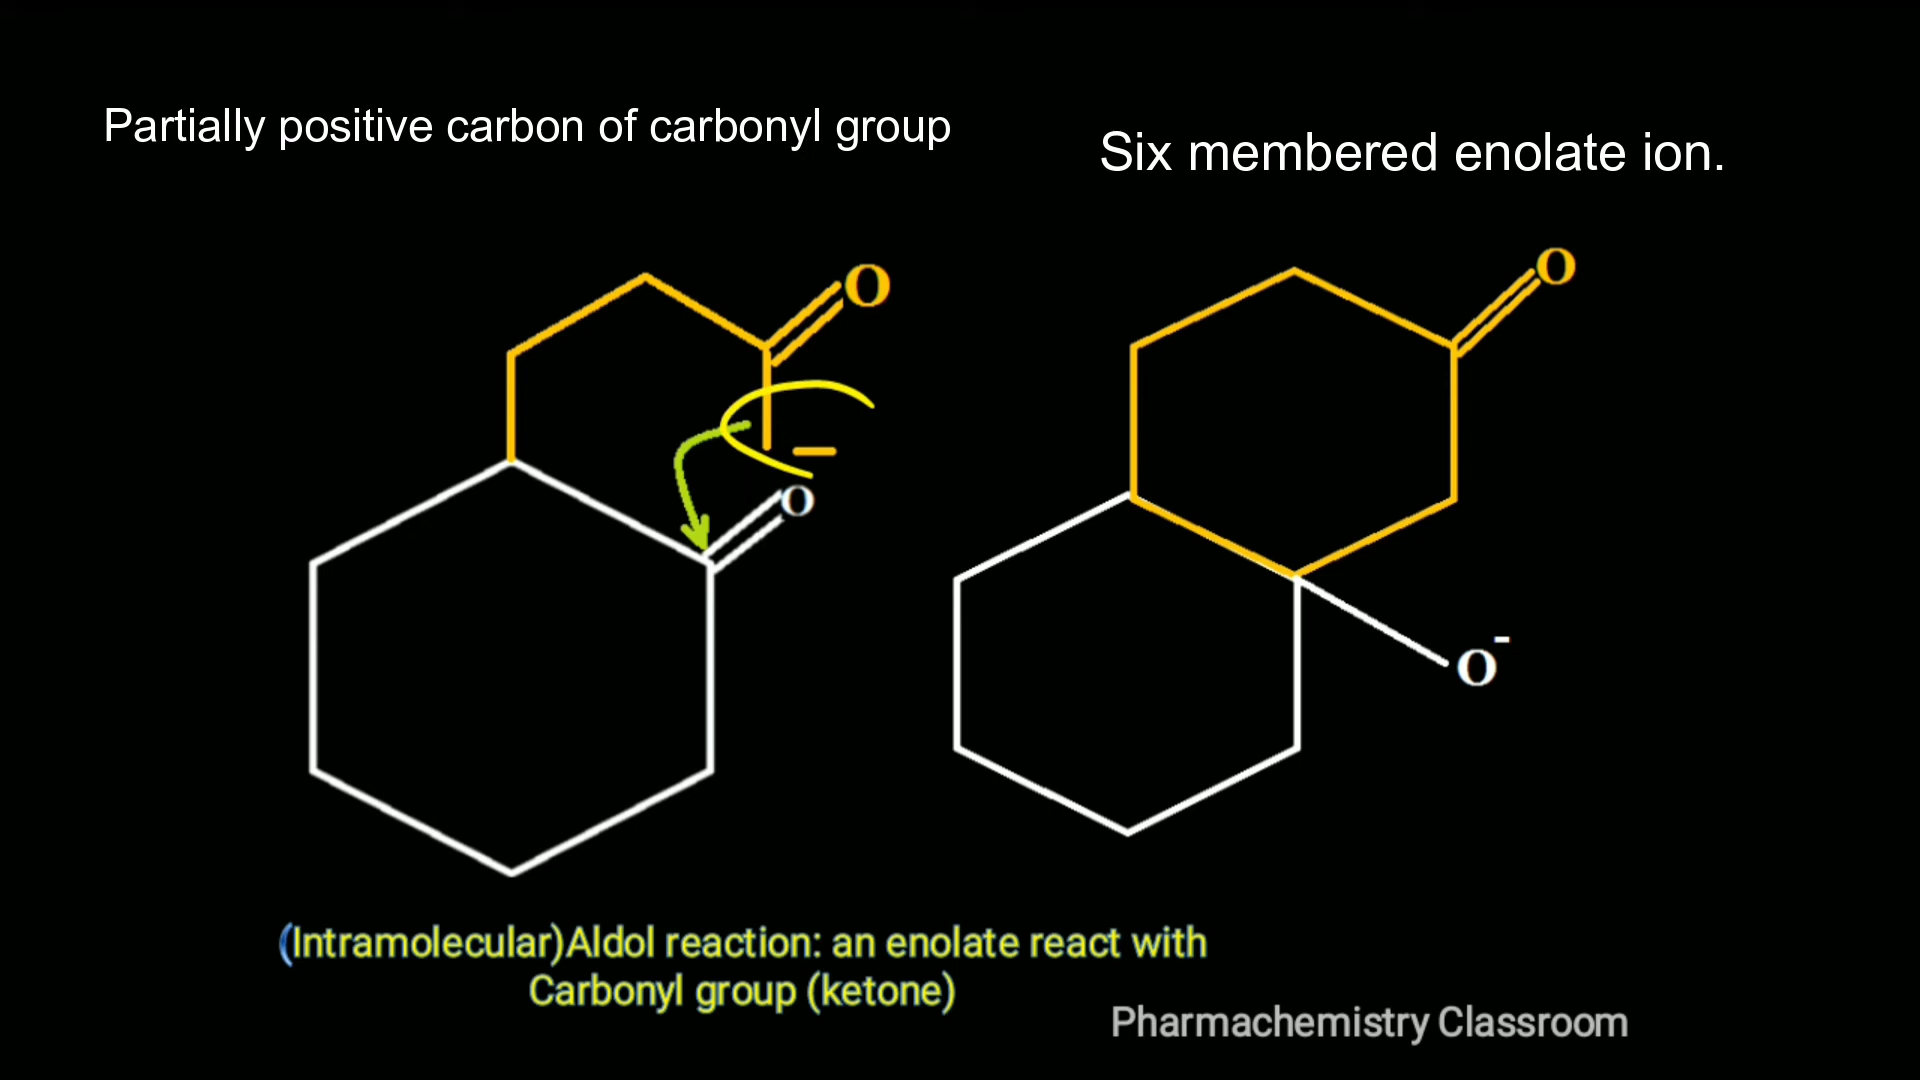 Partially positive carbon of carbonyl group
Six membered enolate ion.
O
O
O
O-
(Intramolecular)Aldol reaction: an enolate react with
Carbonyl group (ketone)
Pharmachemistry Classroom